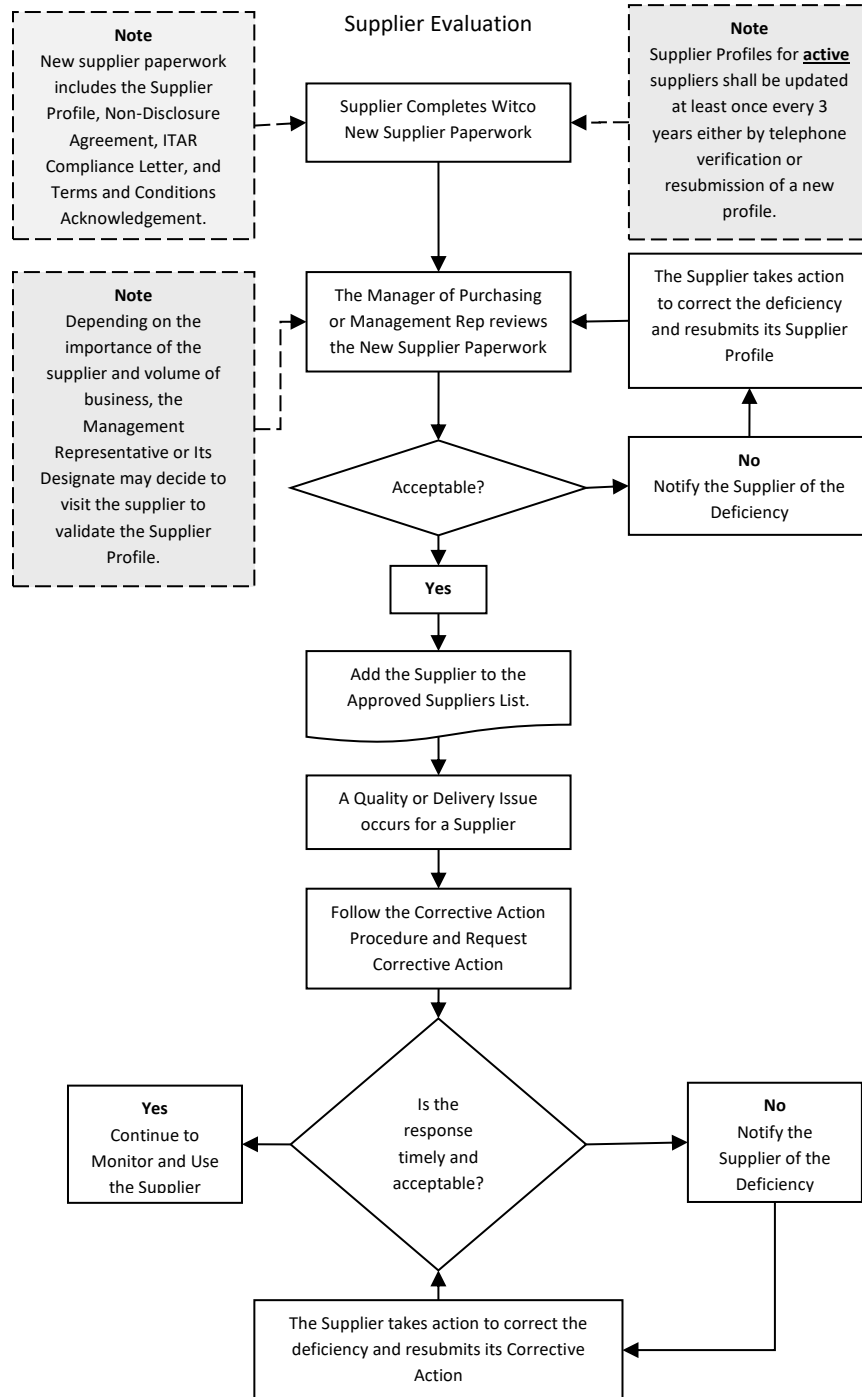 Supplier Evaluation
Note
New supplier paperwork
includes the Supplier
Profile, Non-Disclosure
Agreement, ITAR
Compliance Letter, and
Terms and Conditions
Acknowledgement.
Supplier Completes Witco
New Supplier Paperwork
Note
Supplier Profiles for active
suppliers shall be updated
at least once every 3
years either by telephone
verification or
resubmission of a new
profile.
Note
Depending on the
importance of the
supplier and volume of
business, the
Management
Representative or Its
Designate may decide to
visit the supplier to
validate the Supplier
Profile.
The Manager of Purchasing
or Management Rep reviews
the New Supplier Paperwork
The Supplier takes action
to correct the deficiency
and resubmits its Supplier
Profile
Acceptable?
No
Notify the Supplier of the
Deficiency
Yes
Add the Supplier to the
Approved Suppliers List.
A Quality or Delivery Issue
occurs for a Supplier
Follow the Corrective Action
Procedure and Request
Corrective Action
Is the
response
timely and
acceptable?
Yes
Continue to
Monitor and Use
the Supplier
No
Notify the
Supplier of the
Deficiency
The Supplier takes action to correct the
deficiency and resubmits its Corrective
Action